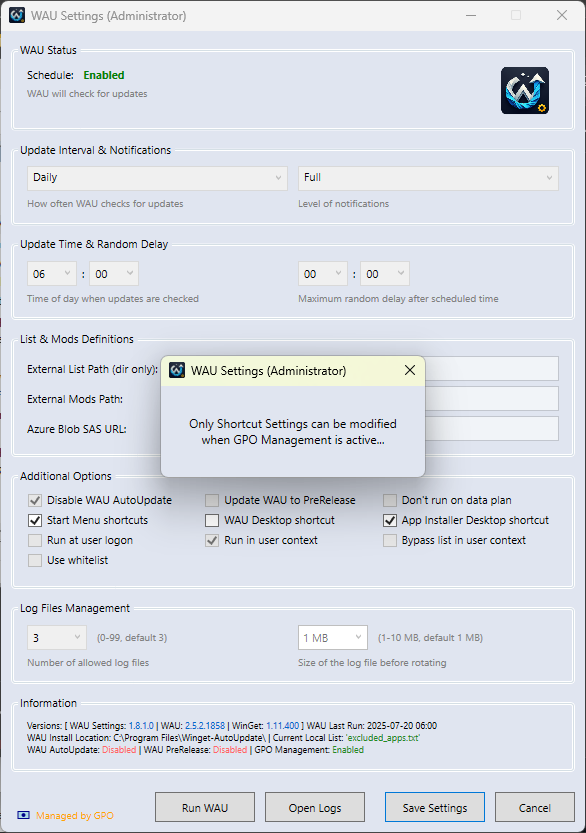 WAU Settings (Administrator)
WAU Status
Schedule: Enabled
WAU will check for updates
Update Interval & Notifications
Daily
Full
How often WAU checks for updates
Level of notifications
Update Time & Random Delay
06 : 00
00 : 00
Time of day when updates are checked
Maximum random delay after scheduled time
List & Mods Definitions
External List Path (dir only):
External Mods Path:
Azure Blob SAS URL:
WAU Settings (Administrator)
Only Shortcut Settings can be modified
when GPO Management is active...
Additional Options
Disable WAU AutoUpdate
Update WAU to PreRelease
Don't run on data plan
Start Menu shortcuts
WAU Desktop shortcut
App Installer Desktop shortcut
Run at user logon
Run in user context
Bypass list in user context
Use whitelist
Log Files Management
3 (0-99, default 3)
1 MB (1-10 MB, default 1 MB)
Number of allowed log files
Size of the log file before rotating
Information
Versions: [ WAU Settings: 1.8.1.0 | WAU: 2.5.2.1858 | WinGet: 1.11.400 ] WAU Last Run: 2025-07-20 06:00
WAU Install Location: C:\Program Files\Winget-AutoUpdate\ | Current Local List: 'excluded_apps.txt'
WAU AutoUpdate: Disabled | WAU PreRelease: Disabled | GPO Management: Enabled
Managed by GPO
Run WAU
Open Logs
Save Settings
Cancel